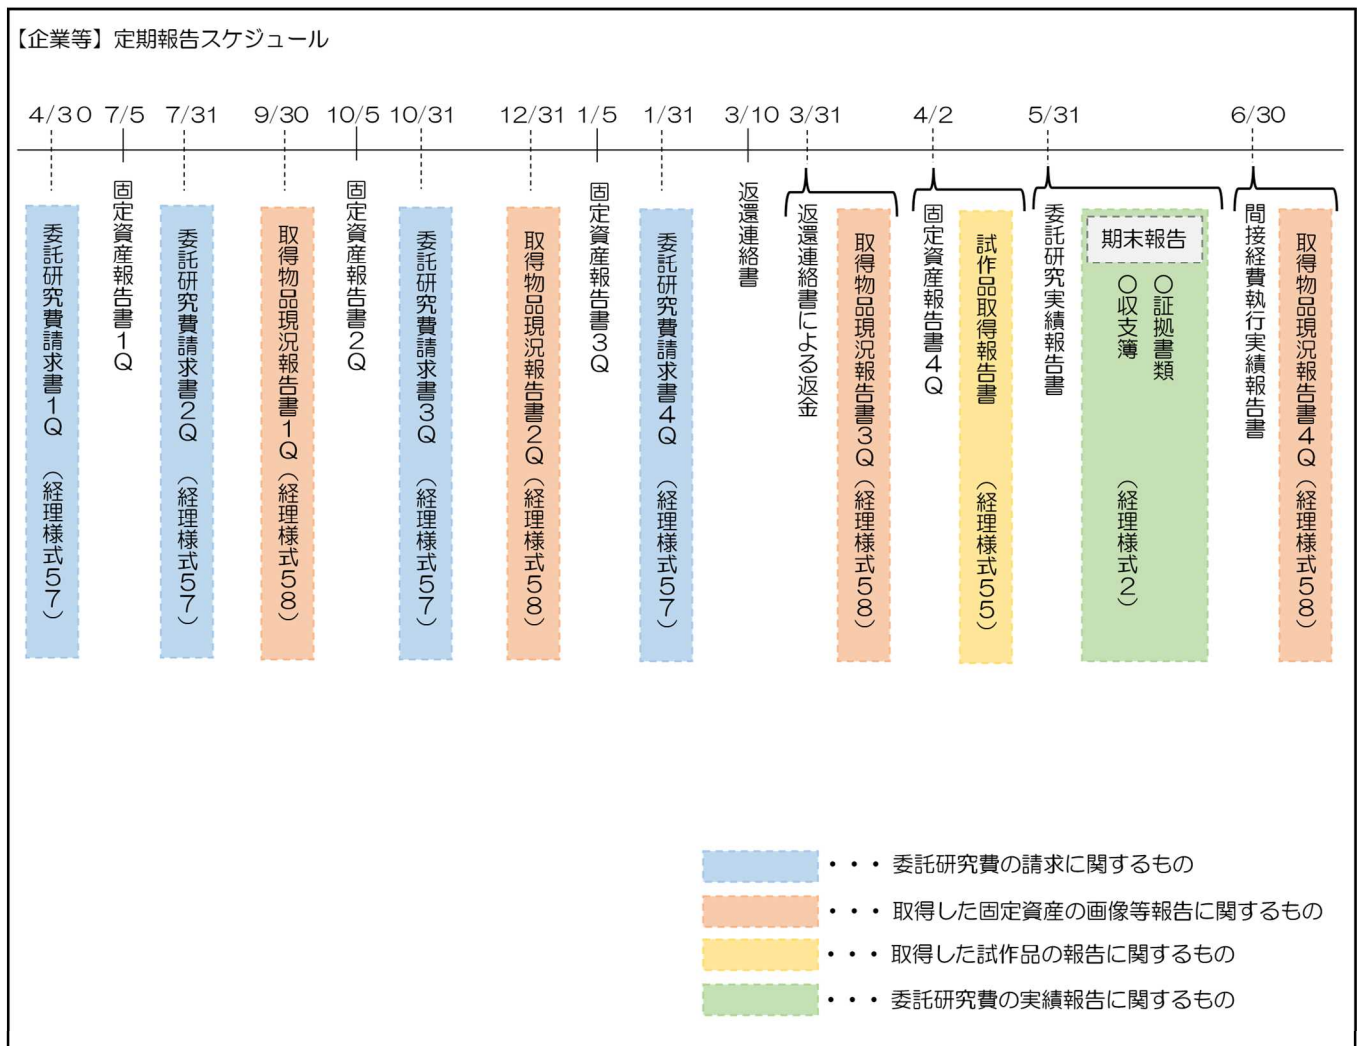 【企業等】定期報告スケジュール
4/30
7/5
7/31
9/30
10/5
10/31
12/31
1/5
1/31
3/10
3/31
4/2
5/31
6/30
委託研究費請求書1Q（経理様式57）
固定資産報告書1Q
委託研究費請求書2Q（経理様式57）
取得物品現況報告書1Q（経理様式58）
固定資産報告書2Q
委託研究費請求書3Q（経理様式57）
取得物品現況報告書2Q（経理様式58）
固定資産報告書3Q
委託研究費請求書4Q（経理様式57）
返還連絡書
返還連絡書による返金
取得物品現況報告書3Q（経理様式58）
固定資産報告書4Q
試作品取得報告書（経理様式55）
委託研究実績報告書
期末報告
〇証拠書類
〇収支簿（経理様式2）
間接経費執行実績報告書
取得物品現況報告書4Q（経理様式58）
・・・ 委託研究費の請求に関するもの
・・・ 取得した固定資産の画像等報告に関するもの
・・・ 取得した試作品の報告に関するもの
・・・ 委託研究費の実績報告に関するもの